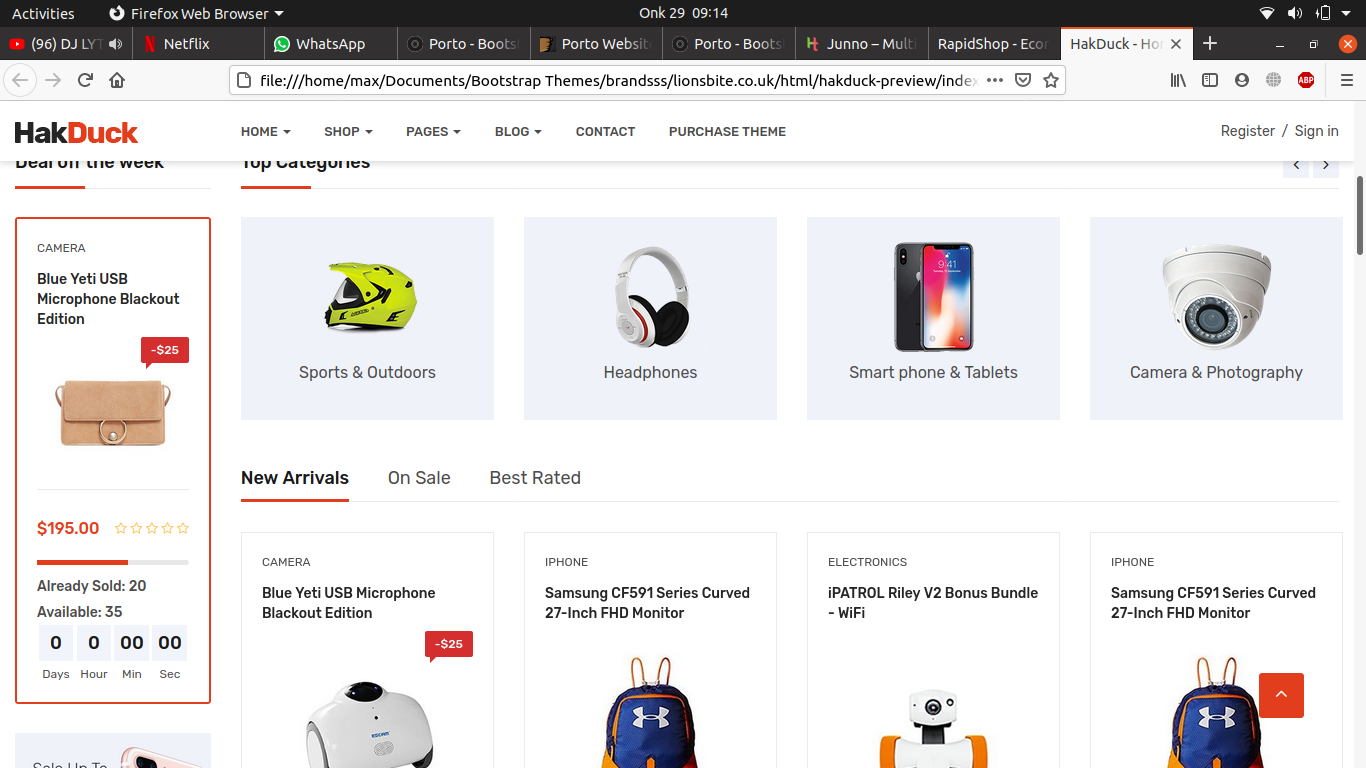 Activities
Firefox Web Browser
Onk 29 09:14
(96) DJ LYT
Netflix
WhatsApp
Porto - Boots
Porto Website
Porto - Boots
Junno – Multi
RapidShop - Ecor
HakDuck - Hor
file:///home/max/Documents/Bootstrap Themes/brandsss/lionsbite.co.uk/html/hakduck-preview/index
ABP
HakDuck
HOME
SHOP
PAGES
BLOG
CONTACT
PURCHASE THEME
Register / Sign in
Deal off the week
Top Categories
CAMERA
Blue Yeti USB
Microphone Blackout
Edition
-$25
$195.00
Already Sold: 20
Available: 35
0 0 00 00
Days Hour Min Sec
Sale Up To
9:41
Sports & Outdoors
Headphones
Smart phone & Tablets
Camera & Photography
New Arrivals
On Sale
Best Rated
CAMERA
Blue Yeti USB Microphone
Blackout Edition
-$25
IPHONE
Samsung CF591 Series Curved
27-Inch FHD Monitor
ELECTRONICS
iPATROL Riley V2 Bonus Bundle
- WiFi
IPHONE
Samsung CF591 Series Curved
27-Inch FHD Monitor